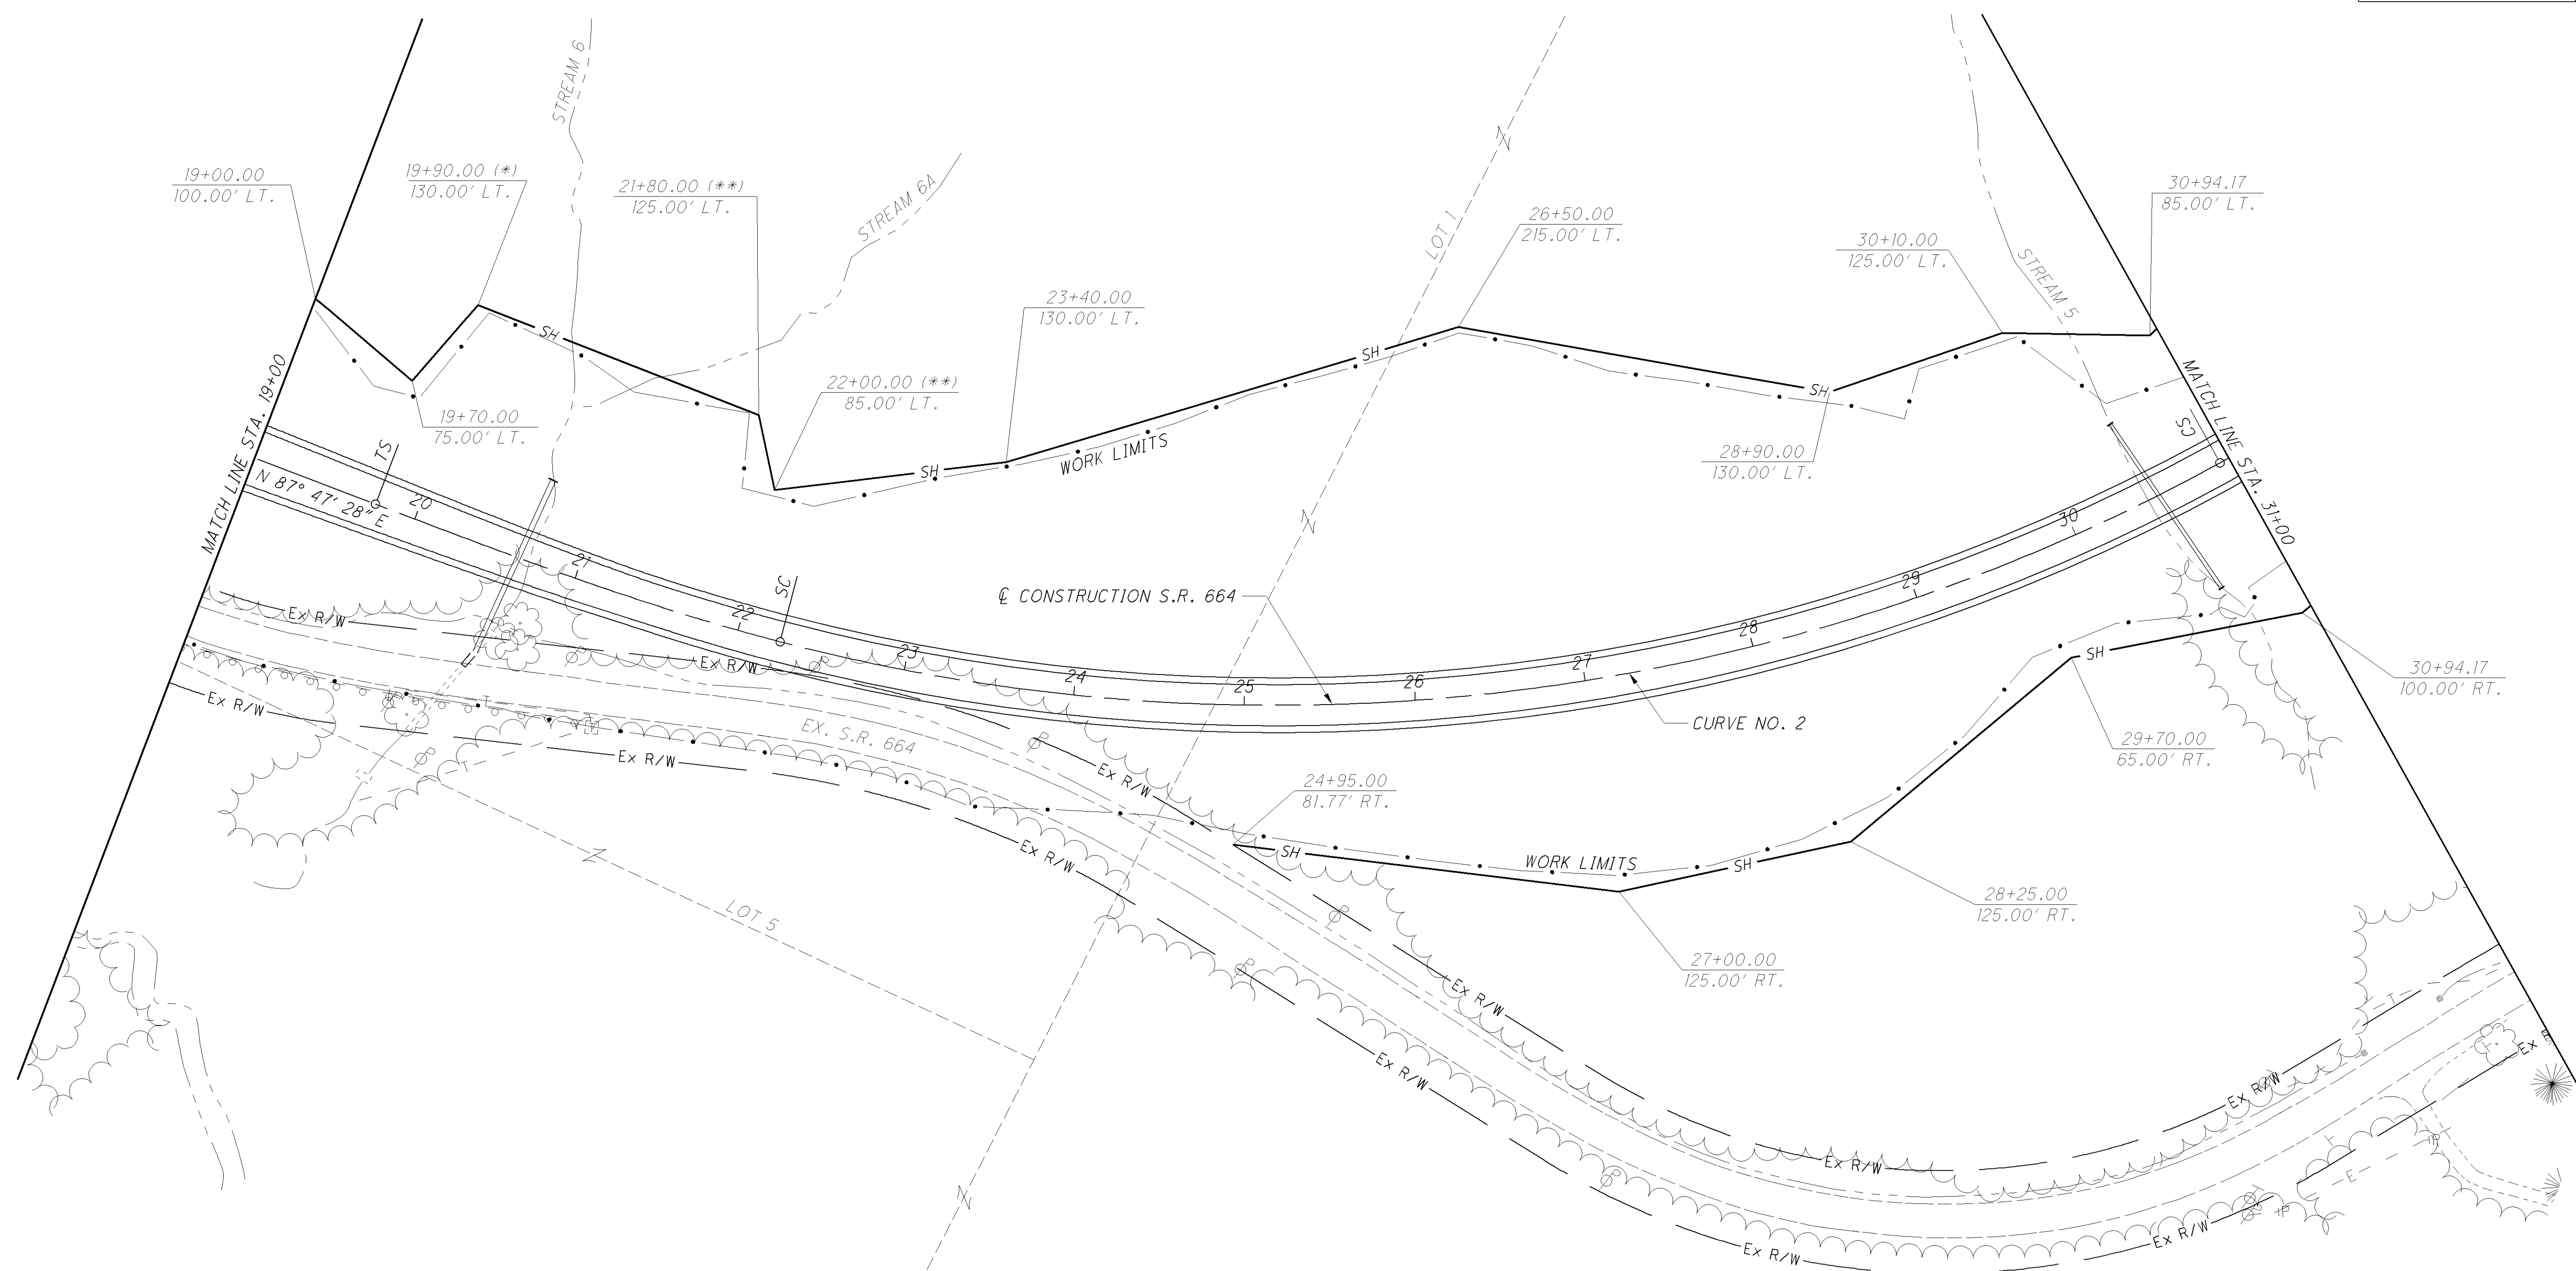 STREAM 6
19+00.00
100.00' LT.
19+90.00 (*)
130.00' LT.
21+80.00 (**)
125.00' LT.
STREAM 6A
26+50.00
215.00' LT.
LOT 1
30+10.00
125.00' LT.
30+94.17
85.00' LT.
STREAM 5
SH
23+40.00
130.00' LT.
SH
22+00.00 (**)
85.00' LT.
19+70.00
75.00' LT.
SH
WORK LIMITS
SH
28+90.00
130.00' LT.
MATCH LINE STA. 19+00
MATCH LINE STA. 31+00
TS
CS
N 87° 47' 28" E
20
21
22
SC
23
24
25
26
27
28
29
30
℄ CONSTRUCTION S.R. 664
CURVE NO. 2
Ex R/W
Ex R/W
Ex R/W
Ex R/W
EX. S.R. 664
Ex R/W
Ex R/W
P
P
P
P
T
T
24+95.00
81.77' RT.
SH
WORK LIMITS
SH
SH
30+94.17
100.00' RT.
29+70.00
65.00' RT.
28+25.00
125.00' RT.
27+00.00
125.00' RT.
LOT 5
P
P
Ex R/W
Ex R/W
Ex R/W
Ex R/W
Ex R/W
Ex R/W
P
T
T
E